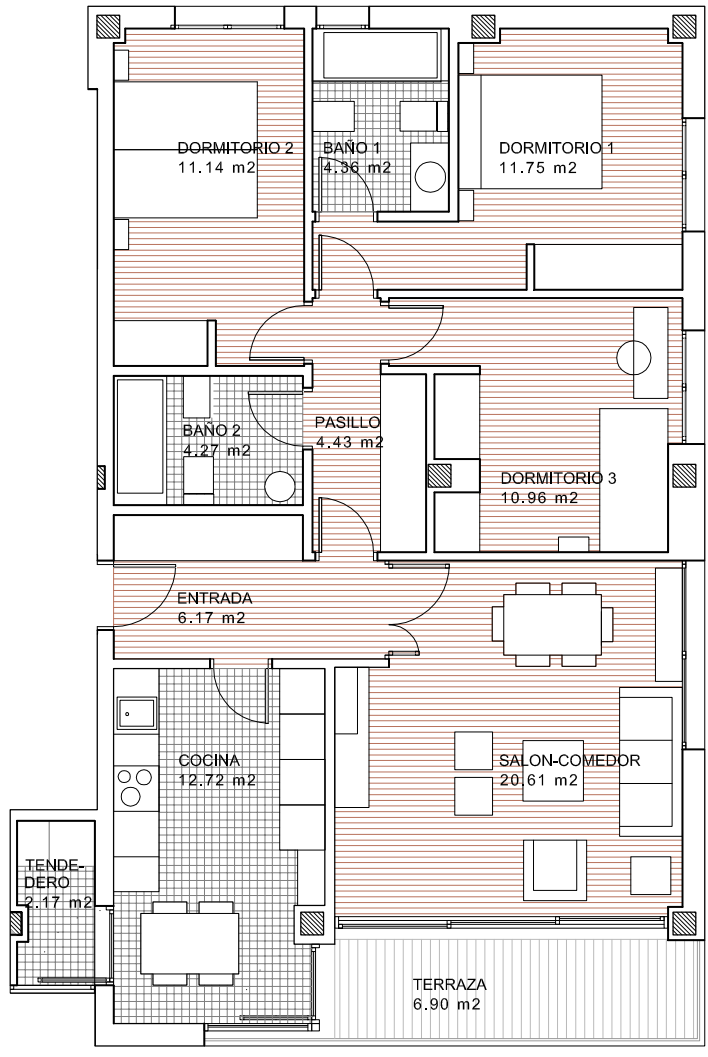 DORMITORIO 2
11.14 m2
BAÑO 1
4.36 m2
DORMITORIO 1
11.75 m2
BAÑO 2
4.27 m2
PASILLO
4.43 m2
DORMITORIO 3
10.96 m2
ENTRADA
6.17 m2
COCINA
12.72 m2
SALON-COMEDOR
20.61 m2
TENDE-
DERO
2.17 m2
TERRAZA
6.90 m2